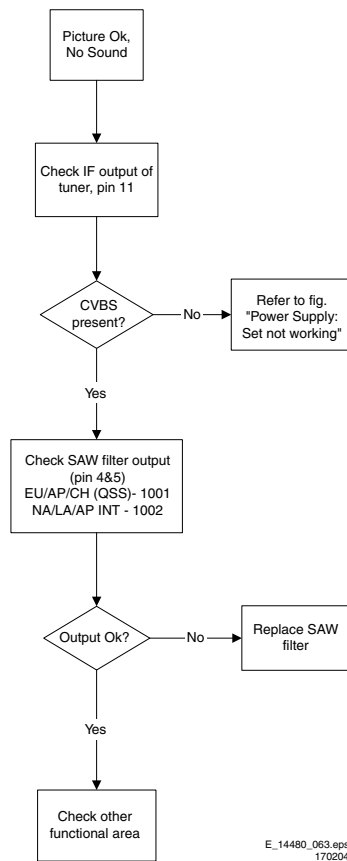 Picture Ok,
No Sound
Check IF output of
tuner, pin 11
CVBS
present?
No
Refer to fig.
"Power Supply:
Set not working"
Yes
Check SAW filter output
(pin 4&5)
EU/AP/CH (QSS)- 1001
NA/LA/AP INT - 1002
Output Ok?
No
Replace SAW
filter
Yes
Check other
functional area
E_14480_063.eps
170204